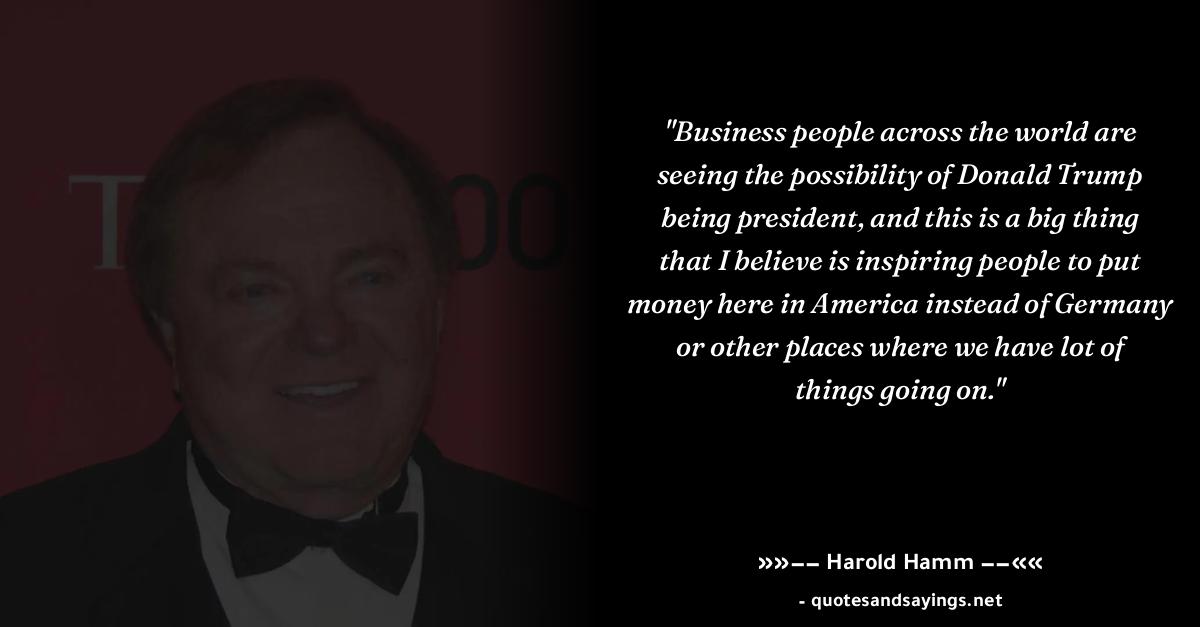 T 00
"Business people across the world are
seeing the possibility of Donald Trump
being president, and this is a big thing
that I believe is inspiring people to put
money here in America instead of Germany
or other places where we have lot of
things going on."
»»−− Harold Hamm −−««
- quotesandsayings.net